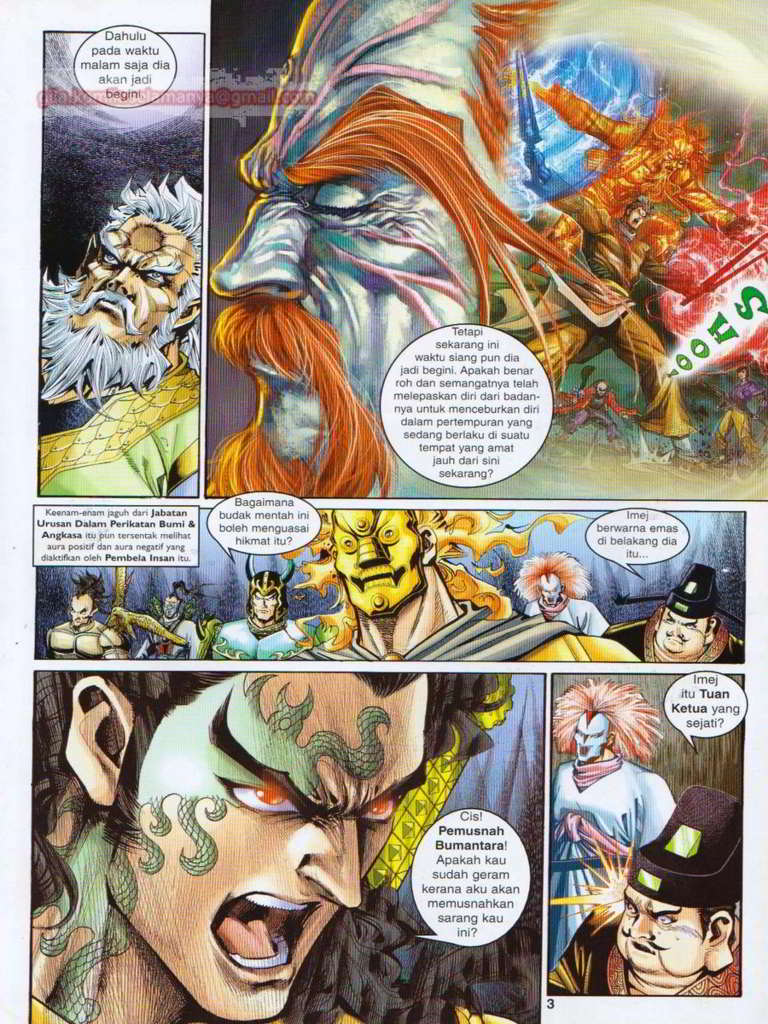 Dahulu
pada waktu
malam saja dia
akan jadi
begini.
Tetapi
sekarang ini
waktu siang pun dia
jadi begini. Apakah benar
roh dan semangatnya telah
melepaskan diri dari badan-
nya untuk menceburkan diri
dalam pertempuran yang
sedang berlaku di suatu
tempat yang amat
jauh dari sini
sekarang?
Keenam-enam jaguh dari Jabatan
Urusan Dalam Perikatan Bumi &
Angkasa itu pun tersentak melihat
aura positif dan aura negatif yang
diaktifkan oleh Pembela Insan itu.
Bagaimana
budak mentah ini
boleh menguasai
hikmat itu?
Imej
berwarna emas
di belakang dia
itu...
Cis!
Pemusnah
Bumantara!
Apakah kau
sudah geram
kerana aku akan
memusnahkan
sarang kau
ini?
Imej
itu Tuan
Ketua yang
sejati?
3